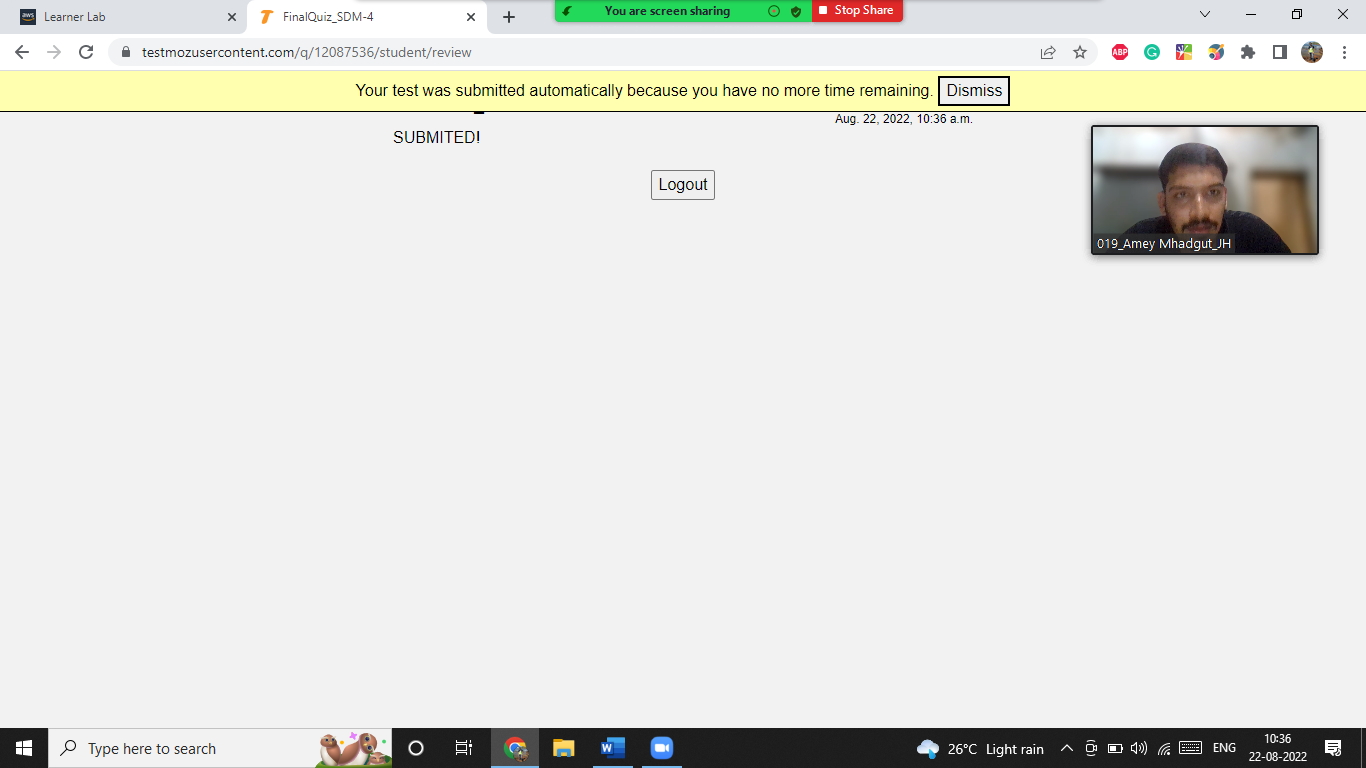 Learner Lab
FinalQuiz_SDM-4
You are screen sharing
Stop Share
testmozusercontent.com/q/12087536/student/review
ABP
Your test was submitted automatically because you have no more time remaining. Dismiss
Aug. 22, 2022, 10:36 a.m.
SUBMITED!
Logout
019_Amey Mhadgut_JH
Type here to search
26°C Light rain
ENG
10:36
22-08-2022
aws